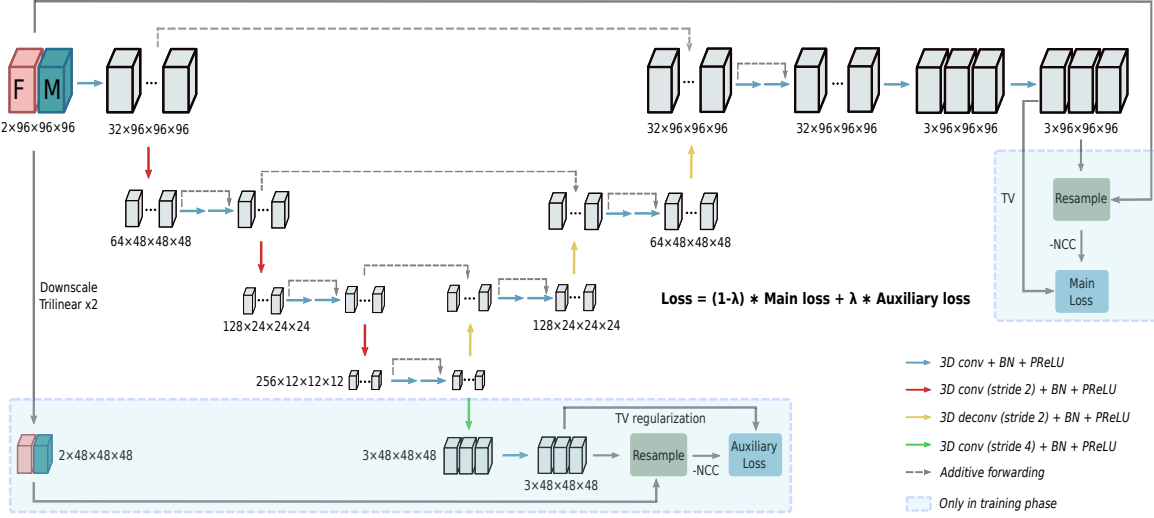 F M
2×96×96×96
32×96×96×96
32×96×96×96
32×96×96×96
3×96×96×96
3×96×96×96
64×48×48×48
64×48×48×48
TV
Resample
-NCC
Main
Loss
Downscale
Trilinear x2
128×24×24×24
128×24×24×24
Loss = (1-λ) * Main loss + λ * Auxiliary loss
256×12×12×12
3D conv + BN + PReLU
3D conv (stride 2) + BN + PReLU
3D deconv (stride 2) + BN + PReLU
3D conv (stride 4) + BN + PReLU
Additive forwarding
Only in training phase
2×48×48×48
3×48×48×48
3×48×48×48
TV regularization
Resample
-NCC
Auxiliary
Loss